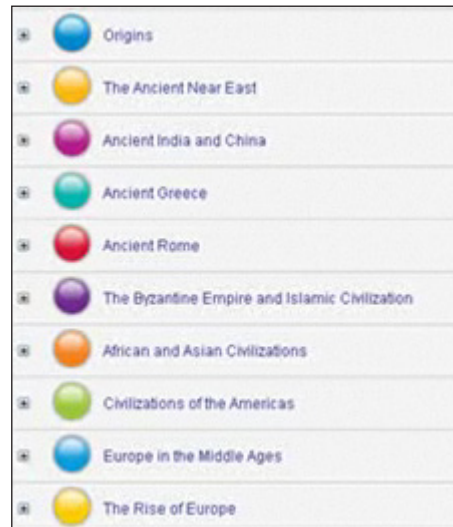 Origins
The Ancient Near East
Ancient India and China
Ancient Greece
Ancient Rome
The Byzantine Empire and Islamic Civilization
African and Asian Civilizations
Civilizations of the Americas
Europe in the Middle Ages
The Rise of Europe